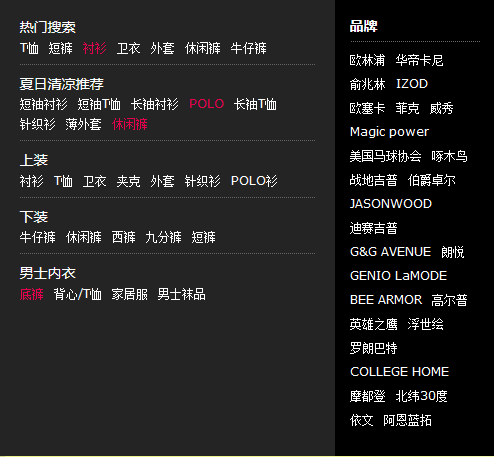 热门搜索
T恤 短裤 衬衫 卫衣 外套 休闲裤 牛仔裤
夏日清凉推荐
短袖衬衫 短袖T恤 长袖衬衫 POLO 长袖T恤
针织衫 薄外套 休闲裤
上装
衬衫 T恤 卫衣 夹克 外套 针织衫 POLO衫
下装
牛仔裤 休闲裤 西裤 九分裤 短裤
男士内衣
底裤 背心/T恤 家居服 男士袜品
品牌
欧林浦 华帝卡尼
俞兆林 IZOD
欧塞卡 菲克 威秀
Magic power
美国马球协会 啄木鸟
战地吉普 伯爵卓尔
JASONWOOD
迪赛吉普
G&G AVENUE 朗悦
GENIO LaMODE
BEE ARMOR 高尔普
英雄之鹰 浮世绘
罗朗巴特
COLLEGE HOME
摩都登 北纬30度
依文 阿恩蓝拓